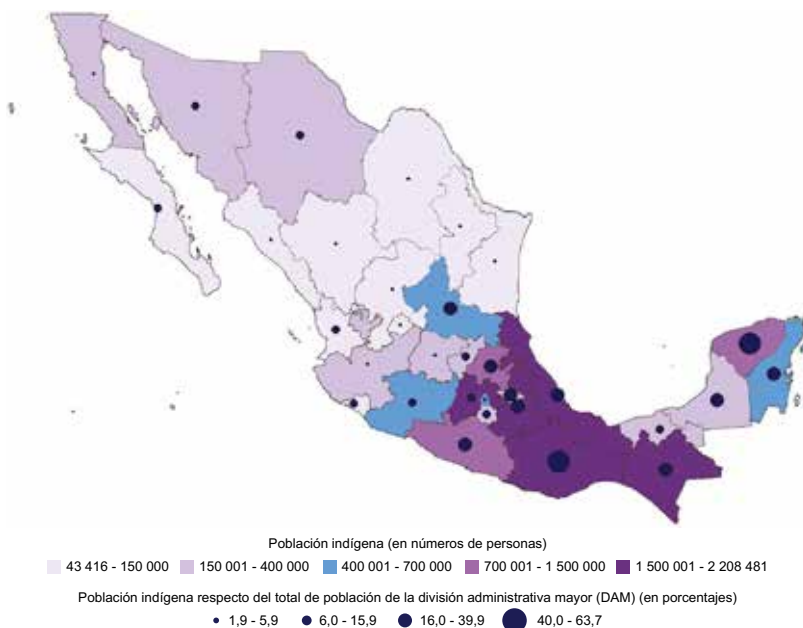 Población indígena (en números de personas)
43 416 - 150 000 150 001 - 400 000 400 001 - 700 000 700 001 - 1 500 000 1 500 001 - 2 208 481
Población indígena respecto del total de población de la división administrativa mayor (DAM) (en porcentajes)
1,9 - 5,9 6,0 - 15,9 16,0 - 39,9 40,0 - 63,7